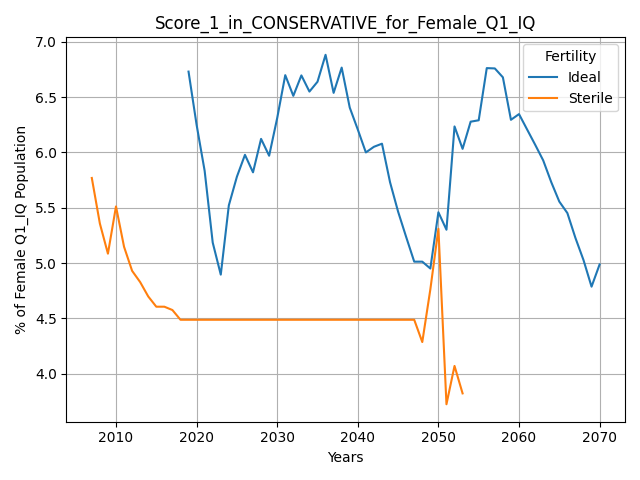 Score_1_in_CONSERVATIVE_for_Female_Q1_IQ
% of Female Q1_IQ Population
7.0
6.5
6.0
5.5
5.0
4.5
4.0
Fertility
Ideal
Sterile
2010 2020 2030 2040 2050 2060 2070
Years